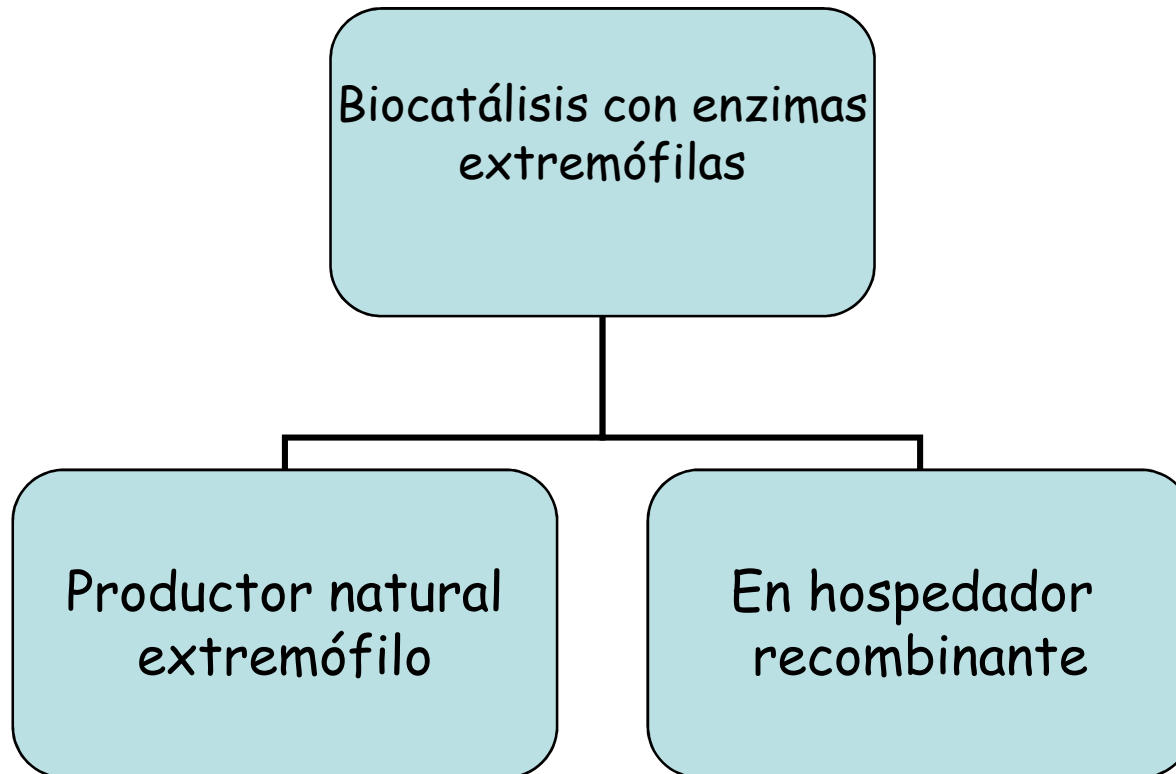 Biocatálisis con enzimas
extremófilas
Productor natural
extremófilo
En hospedador
recombinante